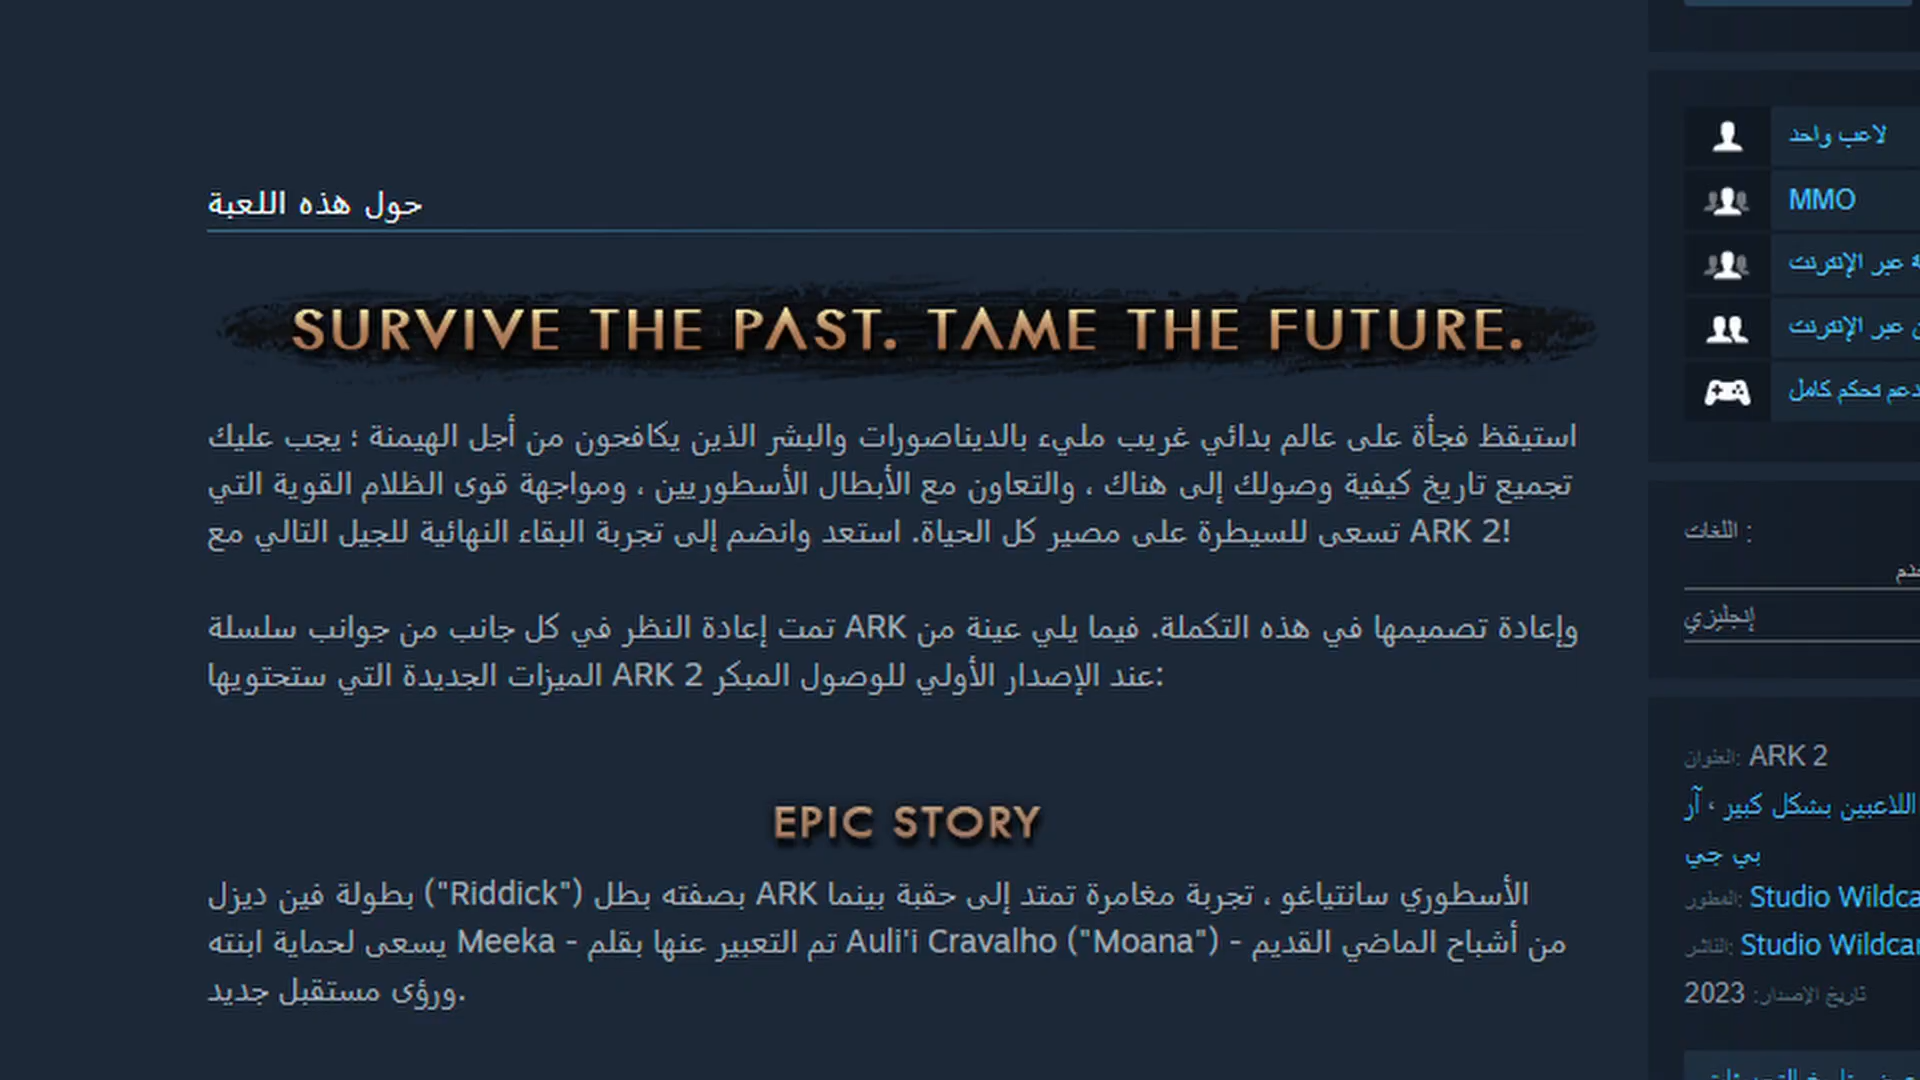 حول هذه اللعبة
SURVIVE THE PAST. TAME THE FUTURE.
استيقظ فجأة على عالم بدائي غريب مليء بالديناصورات والبشر الذين يكافحون من أجل الهيمنة ؛ يجب عليك
تجميع تاريخ كيفية وصولك إلى هناك ، والتعاون مع الأبطال الأسطوريين ، ومواجهة قوى الظلام القوية التي
تسعى للسيطرة على مصير كل الحياة. استعد وانضم إلى تجربة البقاء النهائية للجيل التالي مع ARK 2!
تمت إعادة النظر في كل جانب من جوانب سلسلة ARK وإعادة تصميمها في هذه التكملة. فيما يلي عينة من
الميزات الجديدة التي ستحتويها ARK 2 عند الإصدار الأولي للوصول المبكر:
EPIC STORY
بطولة فين ديزل ("Riddick") بصفته بطل ARK الأسطوري سانتياغو ، تجربة مغامرة تمتد إلى حقبة بينما
يسعى لحماية ابنته Meeka - تم التعبير عنها بقلم Auli'i Cravalho ("Moana") - من أشباح الماضي القديم
ورؤى مستقبل جديد.
لاعب واحد
MMO
عبر الإنترنت
عبر الإنترنت
دعم تحكم كامل
اللغات :
إنجليزي
العنوان: ARK 2
اللاعبين بشكل كبير ، آر
بي جي
المطور: Studio
الناشر: Studio
تاريخ الإصدار: 2023